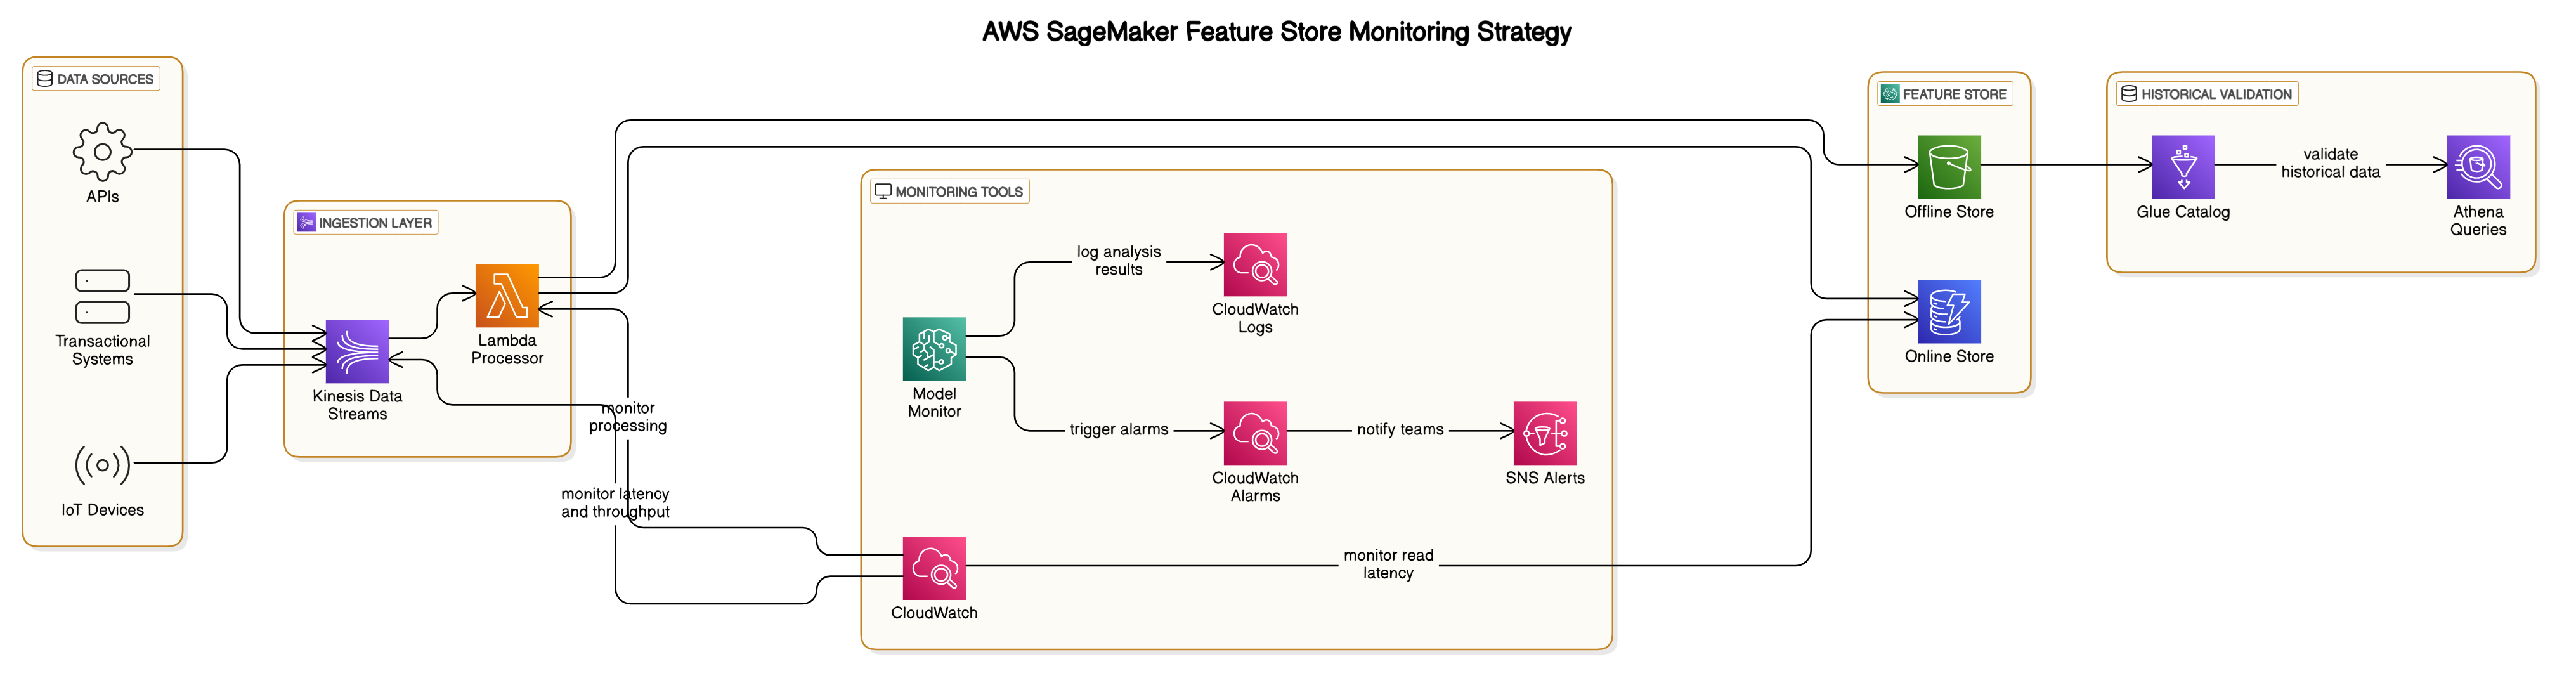 AWS SageMaker Feature Store Monitoring Strategy
DATA SOURCES
APIs
Transactional
Systems
IoT Devices
INGESTION LAYER
Kinesis Data
Streams
Lambda
Processor
monitor
processing
monitor latency
and throughput
MONITORING TOOLS
Model
Monitor
log analysis
results
CloudWatch
Logs
trigger alarms
CloudWatch
Alarms
notify teams
SNS Alerts
CloudWatch
monitor read
latency
FEATURE STORE
Offline Store
Online Store
HISTORICAL VALIDATION
Glue Catalog
validate
historical data
Athena
Queries